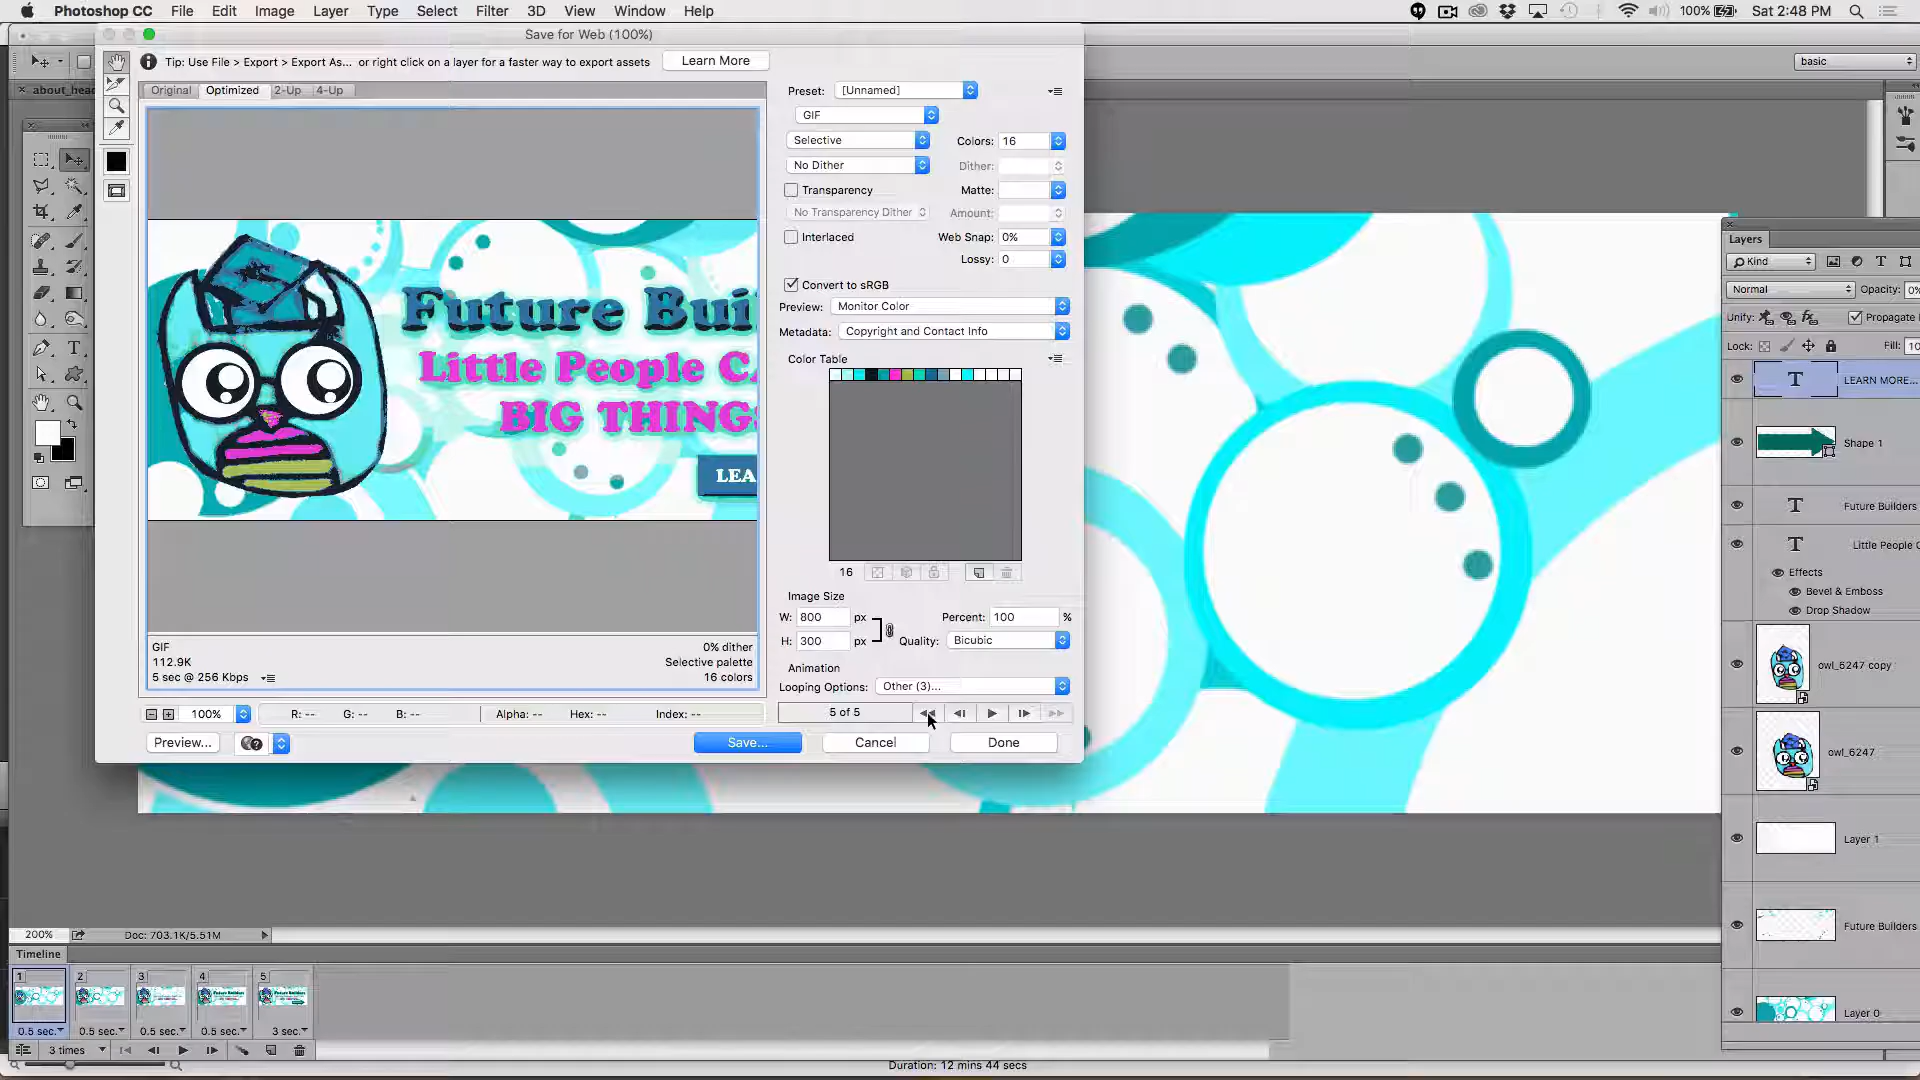 Photoshop CC File Edit Image Layer Type Select Filter 3D View Window Help 100% Sat 2:48 PM
Save for Web (100%)
Tip: Use File > Export > Export As... or right click on a layer for a faster way to export assets Learn More
basic
about_head
Original Optimized 2-Up 4-Up
Preset: [Unnamed]
GIF
Selective Colors: 16
No Dither Dither:
Transparency Matte:
No Transparency Dither Amount:
Interlaced Web Snap: 0%
Lossy: 0
Convert to sRGB
Preview: Monitor Color
Metadata: Copyright and Contact Info
Color Table
16
Future Bui
Little People C
BIG THINGS
LEA
Image Size
W: 800 px Percent: 100 %
H: 300 px Quality: Bicubic
Animation
Looping Options: Other (3)...
5 of 5
GIF 0% dither
112.9K Selective palette
5 sec @ 256 Kbps 16 colors
100% R: -- G: -- B: -- Alpha: -- Hex: -- Index: --
Preview... Save... Cancel Done
Layers
Kind
Normal Opacity: 0%
Unify: Propagate
Lock: Fill: 10
LEARN MORE...
Shape 1
Future Builders
Little People C
Effects
Bevel & Emboss
Drop Shadow
owl_6247 copy
owl_6247
Layer 1
Future Builders
Layer 0
200% Doc: 703.1K/5.51M
Timeline
1 2 3 4 5
0.5 sec. 0.5 sec. 0.5 sec. 0.5 sec. 3 sec.
3 times
Duration: 12 mins 44 secs